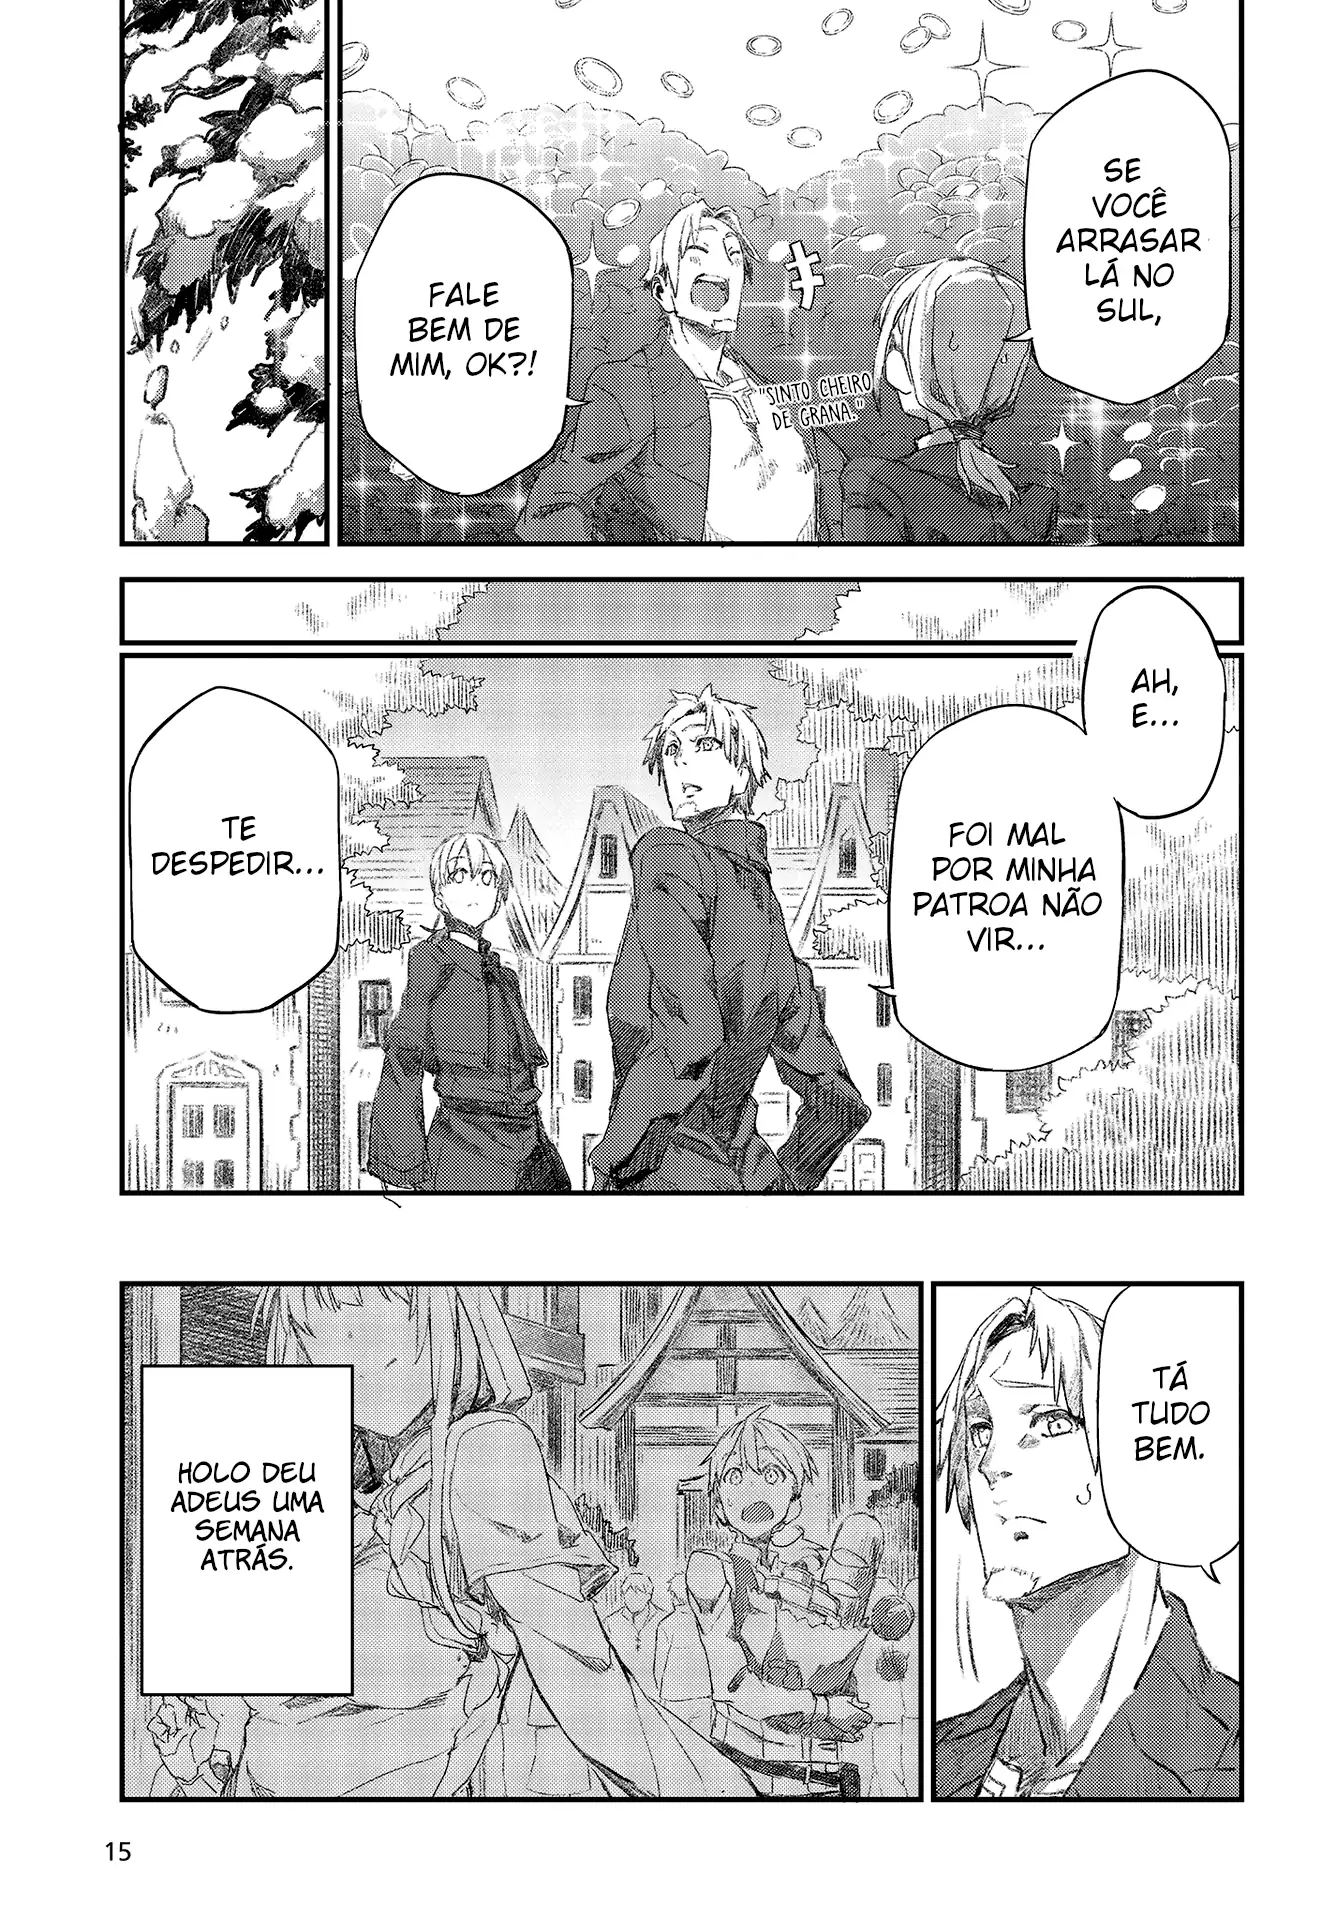 SE
VOCÊ
ARRASAR
LÁ NO
SUL,
"SINTO CHEIRO
DE GRANA."
FALE
BEM DE
MIM, OK?!
AH,
E...
FOI MAL
POR MINHA
PATROA NÃO
VIR...
TE
DESPEDIR...
TÁ
TUDO
BEM.
HOLO DEU
ADEUS UMA
SEMANA
ATRÁS.
15